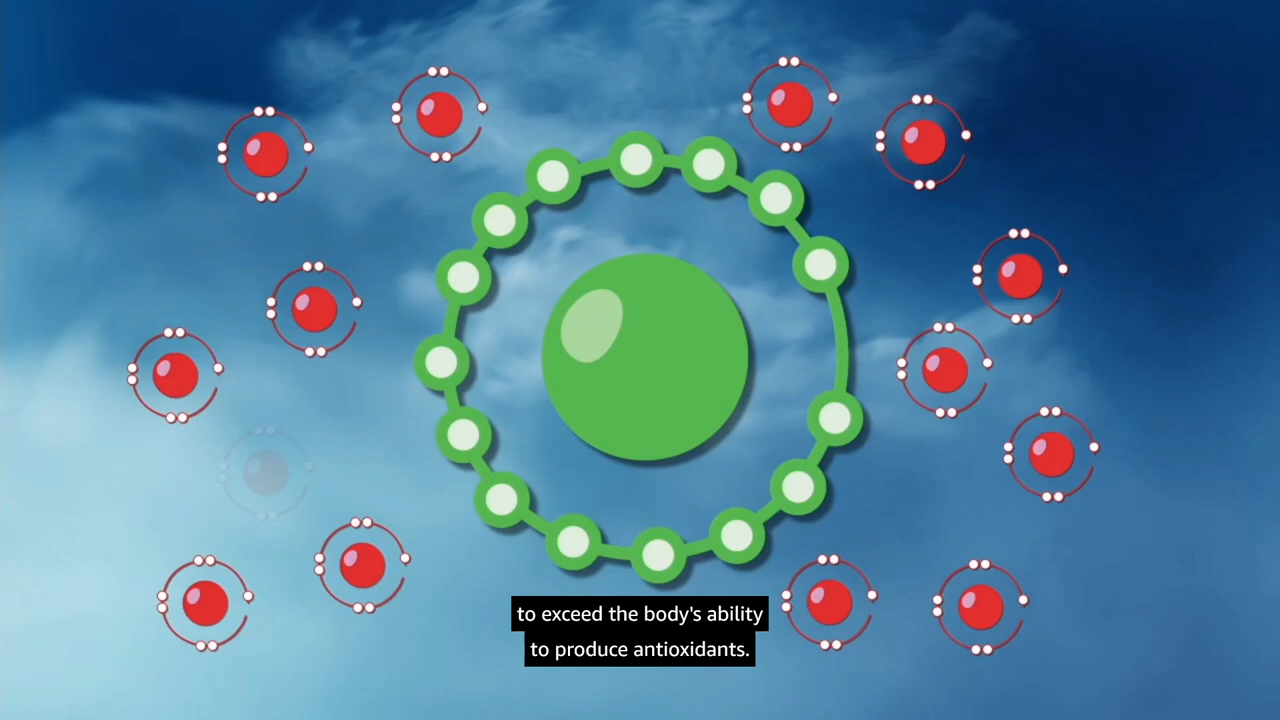 to exceed the body's ability
to produce antioxidants.